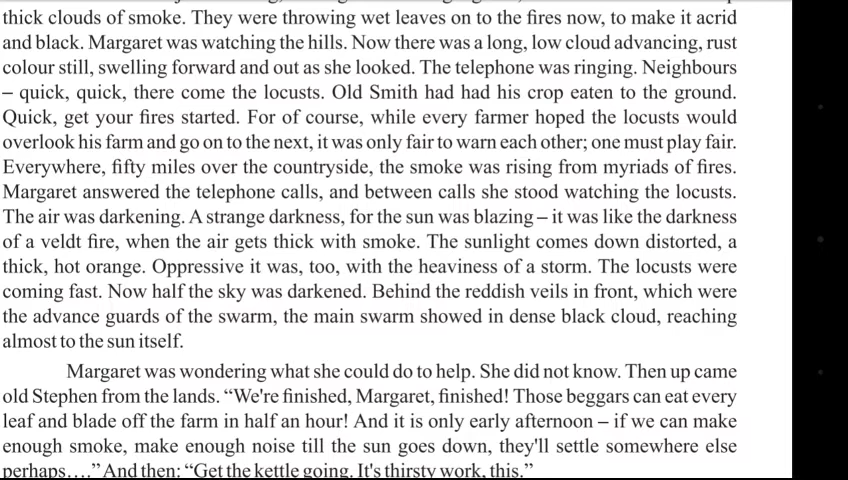 thick clouds of smoke. They were throwing wet leaves on to the fires now, to make it acrid
and black. Margaret was watching the hills. Now there was a long, low cloud advancing, rust
colour still, swelling forward and out as she looked. The telephone was ringing. Neighbours
– quick, quick, there come the locusts. Old Smith had had his crop eaten to the ground.
Quick, get your fires started. For of course, while every farmer hoped the locusts would
overlook his farm and go on to the next, it was only fair to warn each other; one must play fair.
Everywhere, fifty miles over the countryside, the smoke was rising from myriads of fires.
Margaret answered the telephone calls, and between calls she stood watching the locusts.
The air was darkening. A strange darkness, for the sun was blazing – it was like the darkness
of a veldt fire, when the air gets thick with smoke. The sunlight comes down distorted, a
thick, hot orange. Oppressive it was, too, with the heaviness of a storm. The locusts were
coming fast. Now half the sky was darkened. Behind the reddish veils in front, which were
the advance guards of the swarm, the main swarm showed in dense black cloud, reaching
almost to the sun itself.
Margaret was wondering what she could do to help. She did not know. Then up came
old Stephen from the lands. “We're finished, Margaret, finished! Those beggars can eat every
leaf and blade off the farm in half an hour! And it is only early afternoon – if we can make
enough smoke, make enough noise till the sun goes down, they'll settle somewhere else
perhaps....” And then: “Get the kettle going. It's thirsty work, this.”